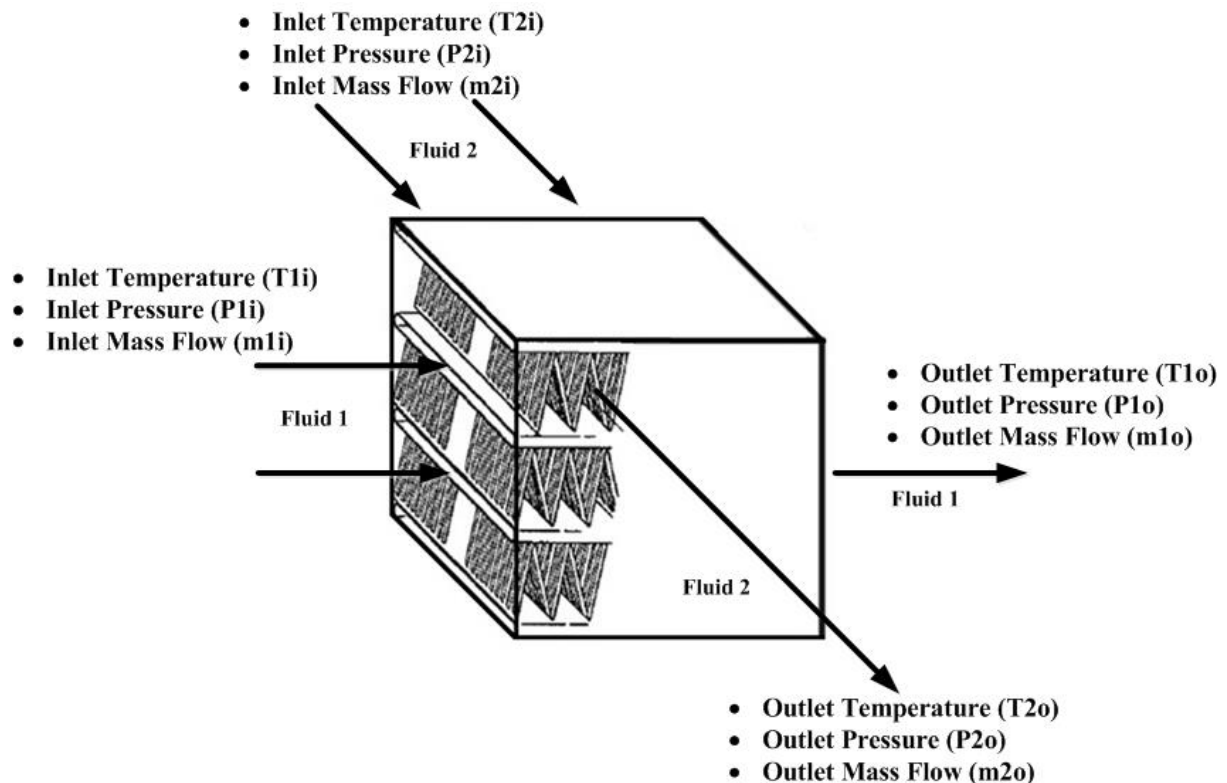 • Inlet Temperature (T2i)
• Inlet Pressure (P2i)
• Inlet Mass Flow (m2i)
Fluid 2
• Inlet Temperature (T1i)
• Inlet Pressure (P1i)
• Inlet Mass Flow (m1i)
Fluid 1
• Outlet Temperature (T1o)
• Outlet Pressure (P1o)
• Outlet Mass Flow (m1o)
Fluid 1
Fluid 2
• Outlet Temperature (T2o)
• Outlet Pressure (P2o)
• Outlet Mass Flow (m2o)